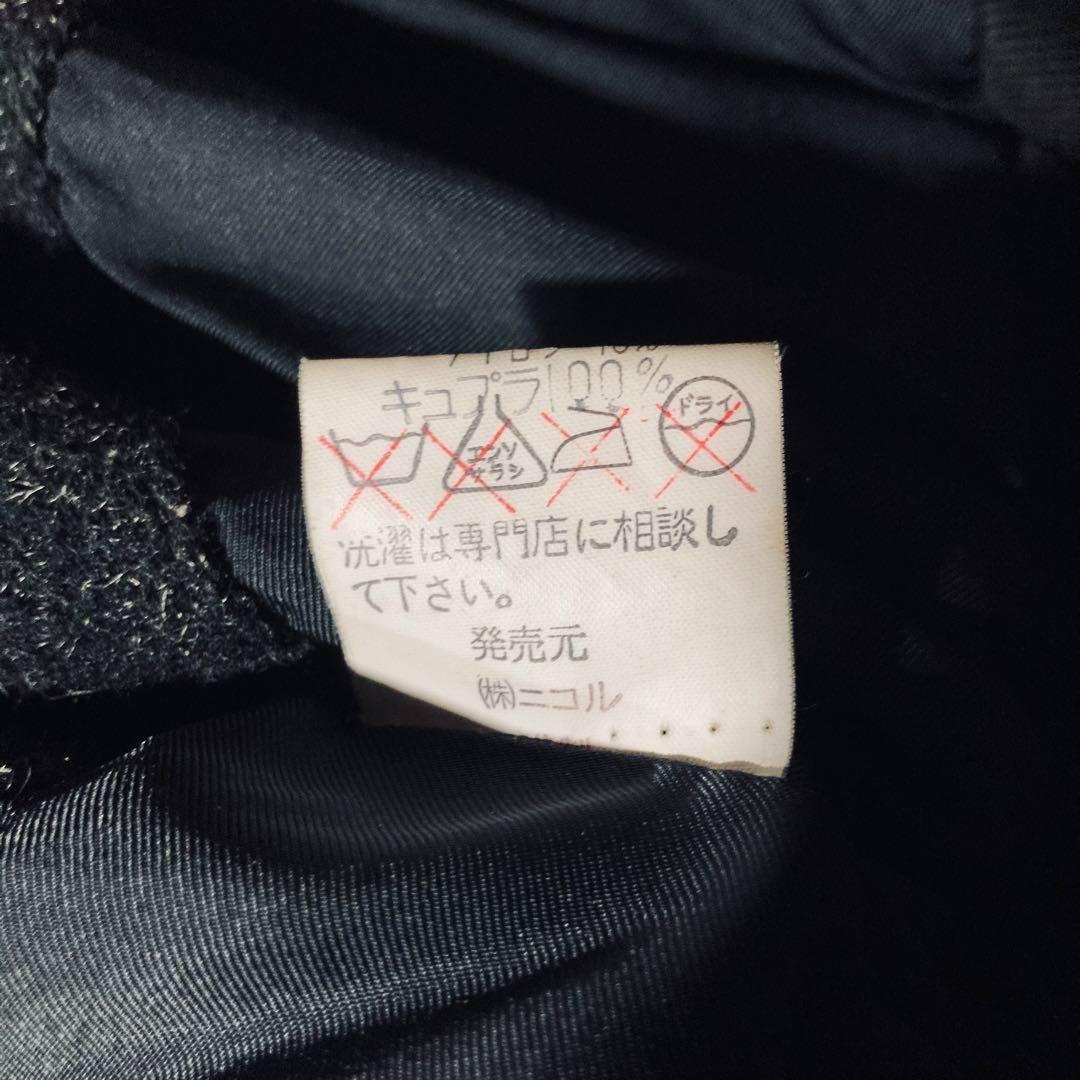 キュプラ100%
エンソサラシ
ドライ
洗濯は専門店に相談し
て下さい。
発売元
㈱ニコル